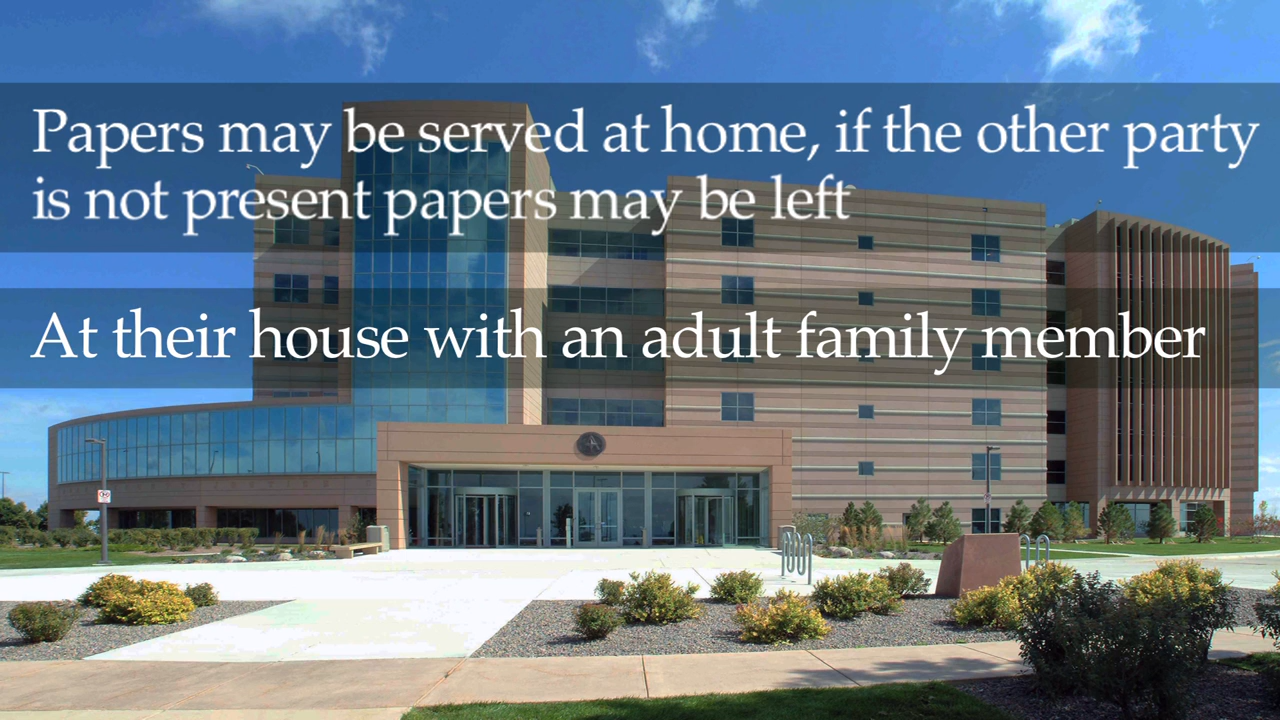 Papers may be served at home, if the other party
is not present papers may be left
At their house with an adult family member